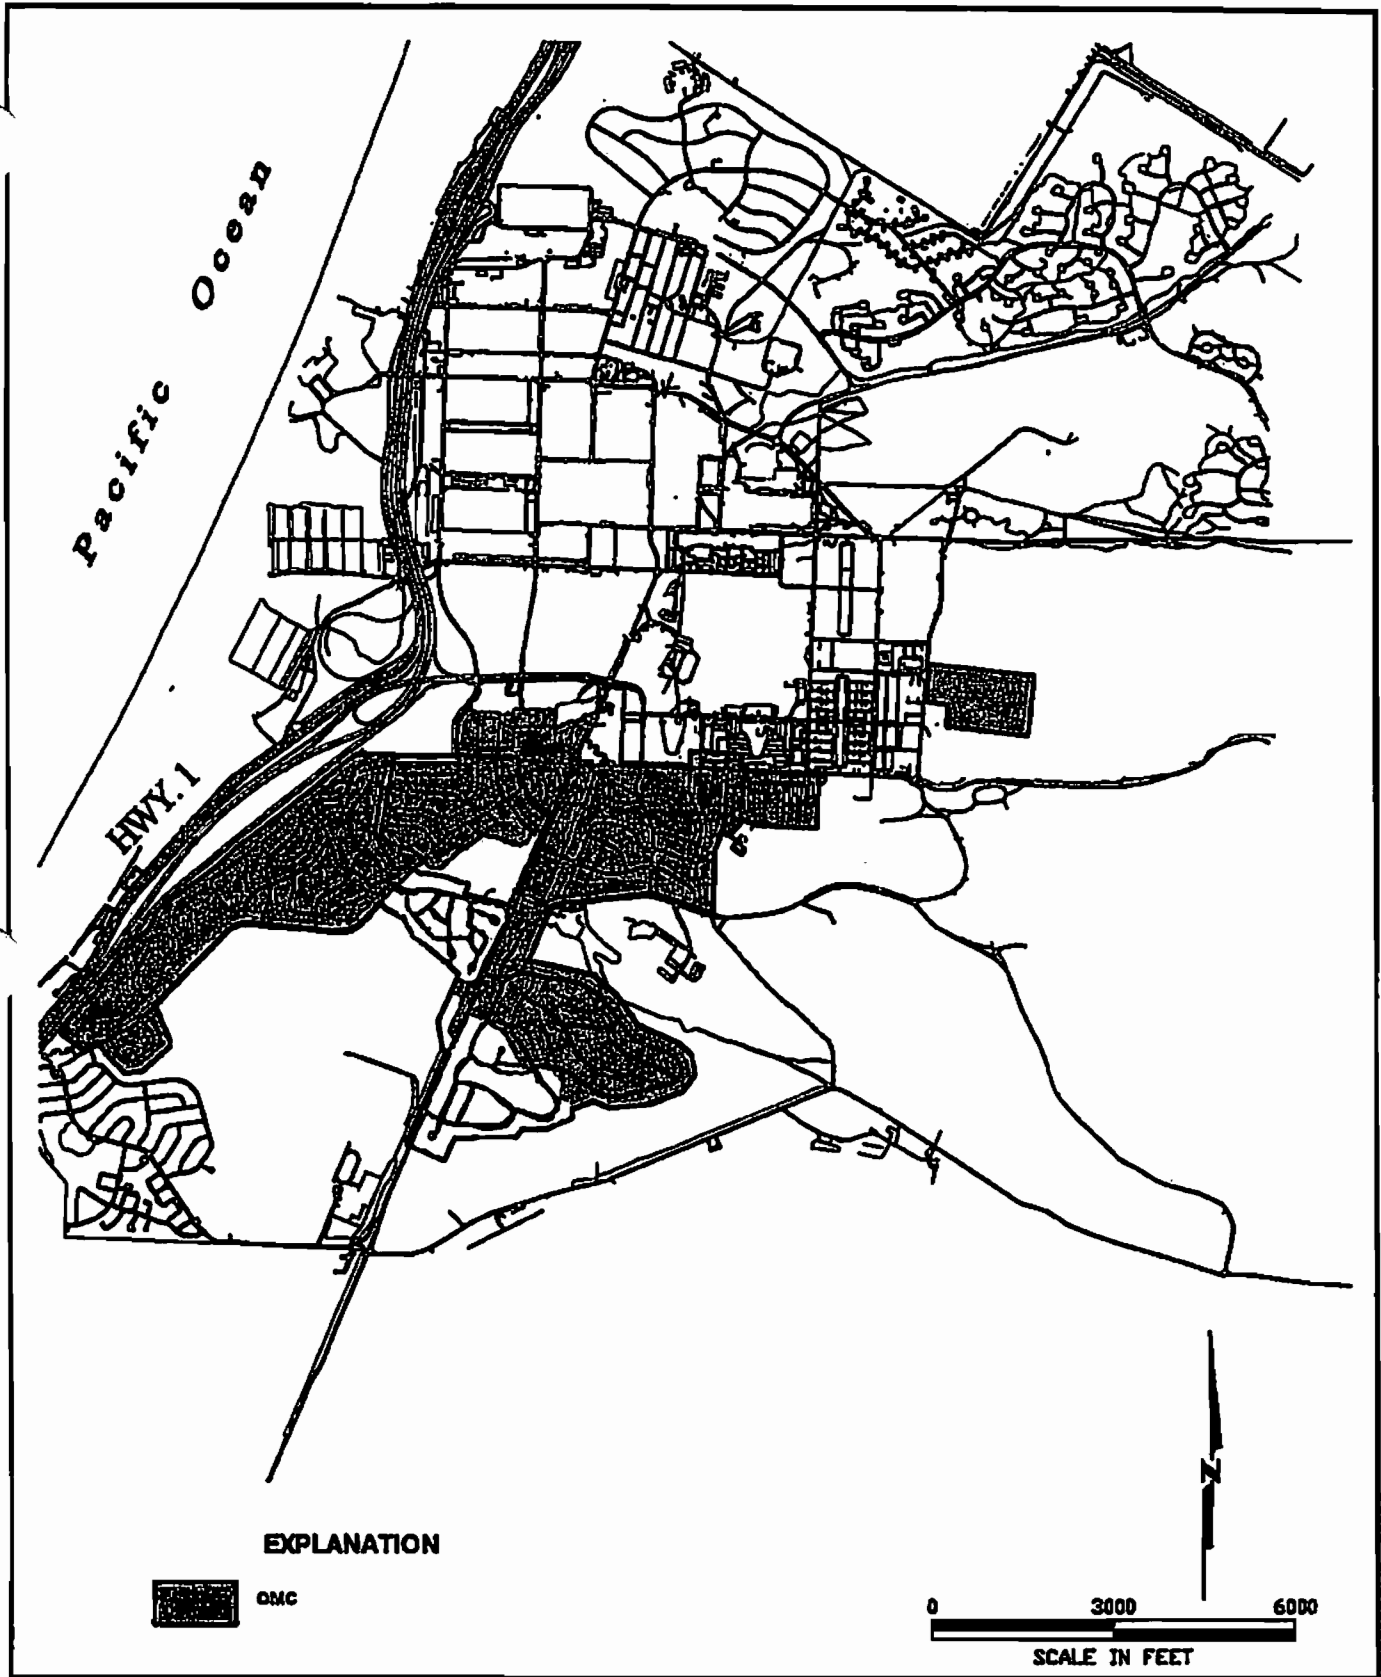 Pacific Ocean
HWY. 1
EXPLANATION
OMC
N
0 3000 6000
SCALE IN FEET